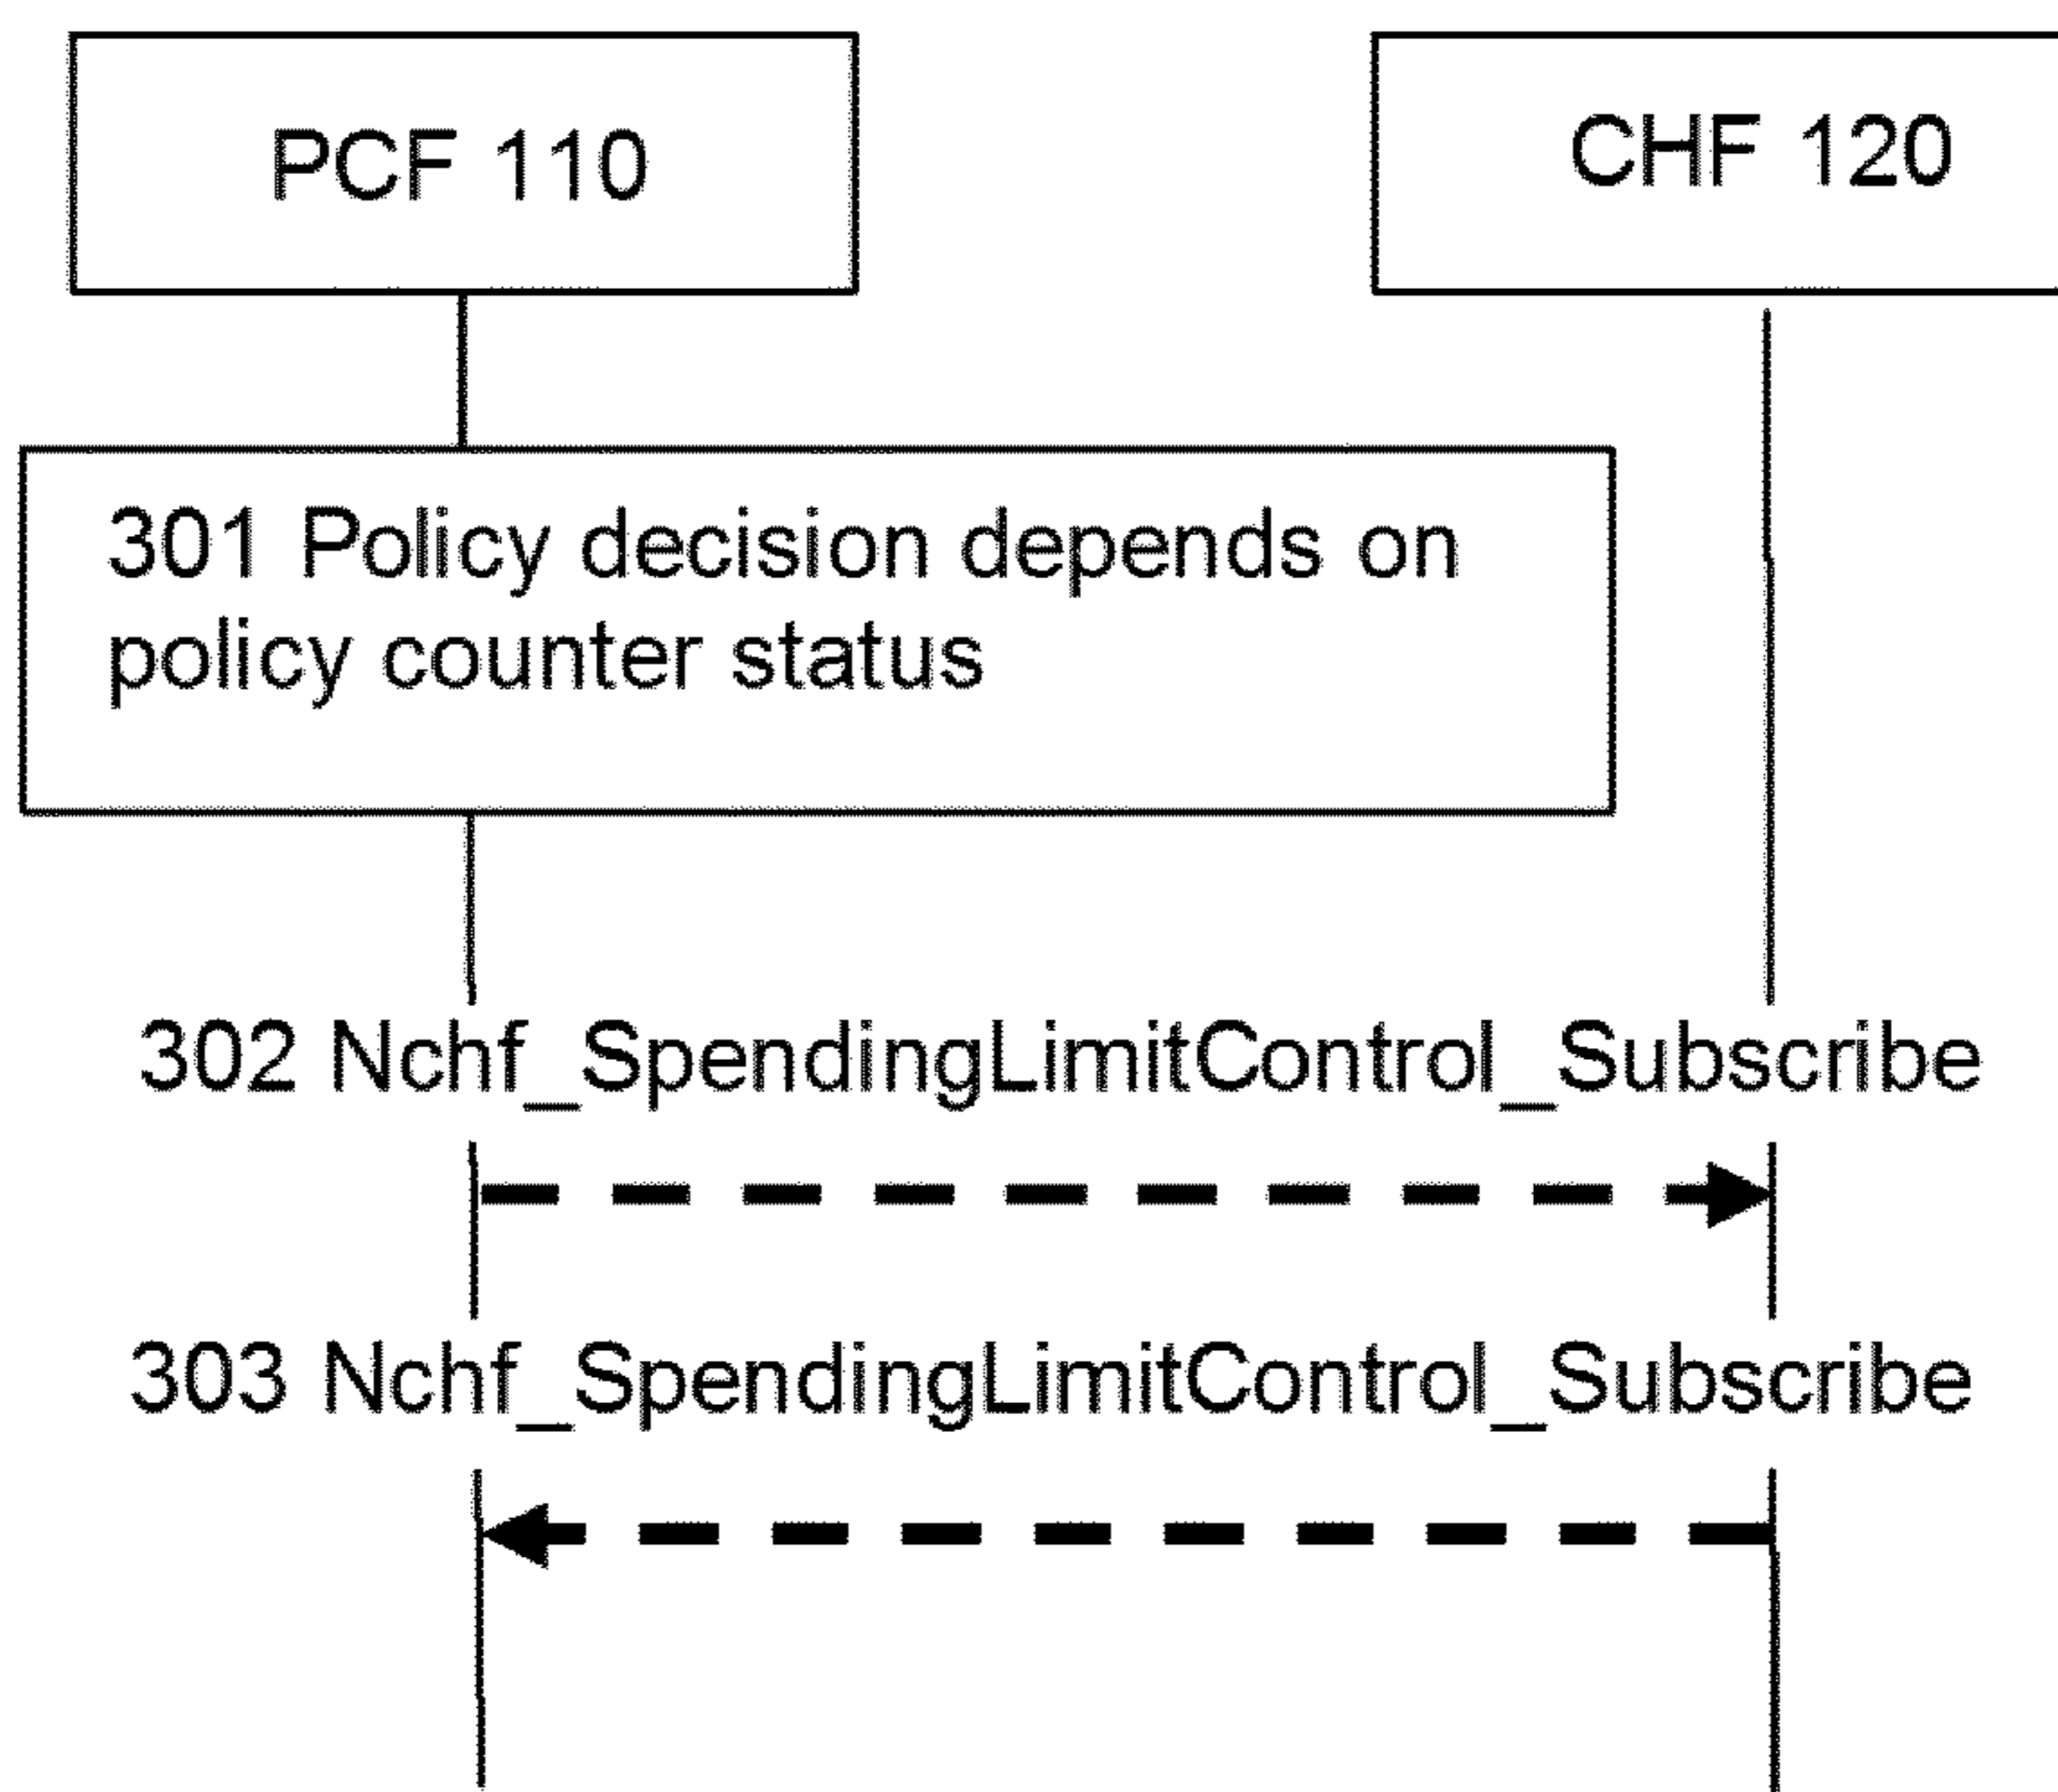 PCF 110
CHF 120
301 Policy decision depends on
policy counter status
302 Nchf_SpendingLimitControl_Subscribe
303 Nchf_SpendingLimitControl_Subscribe